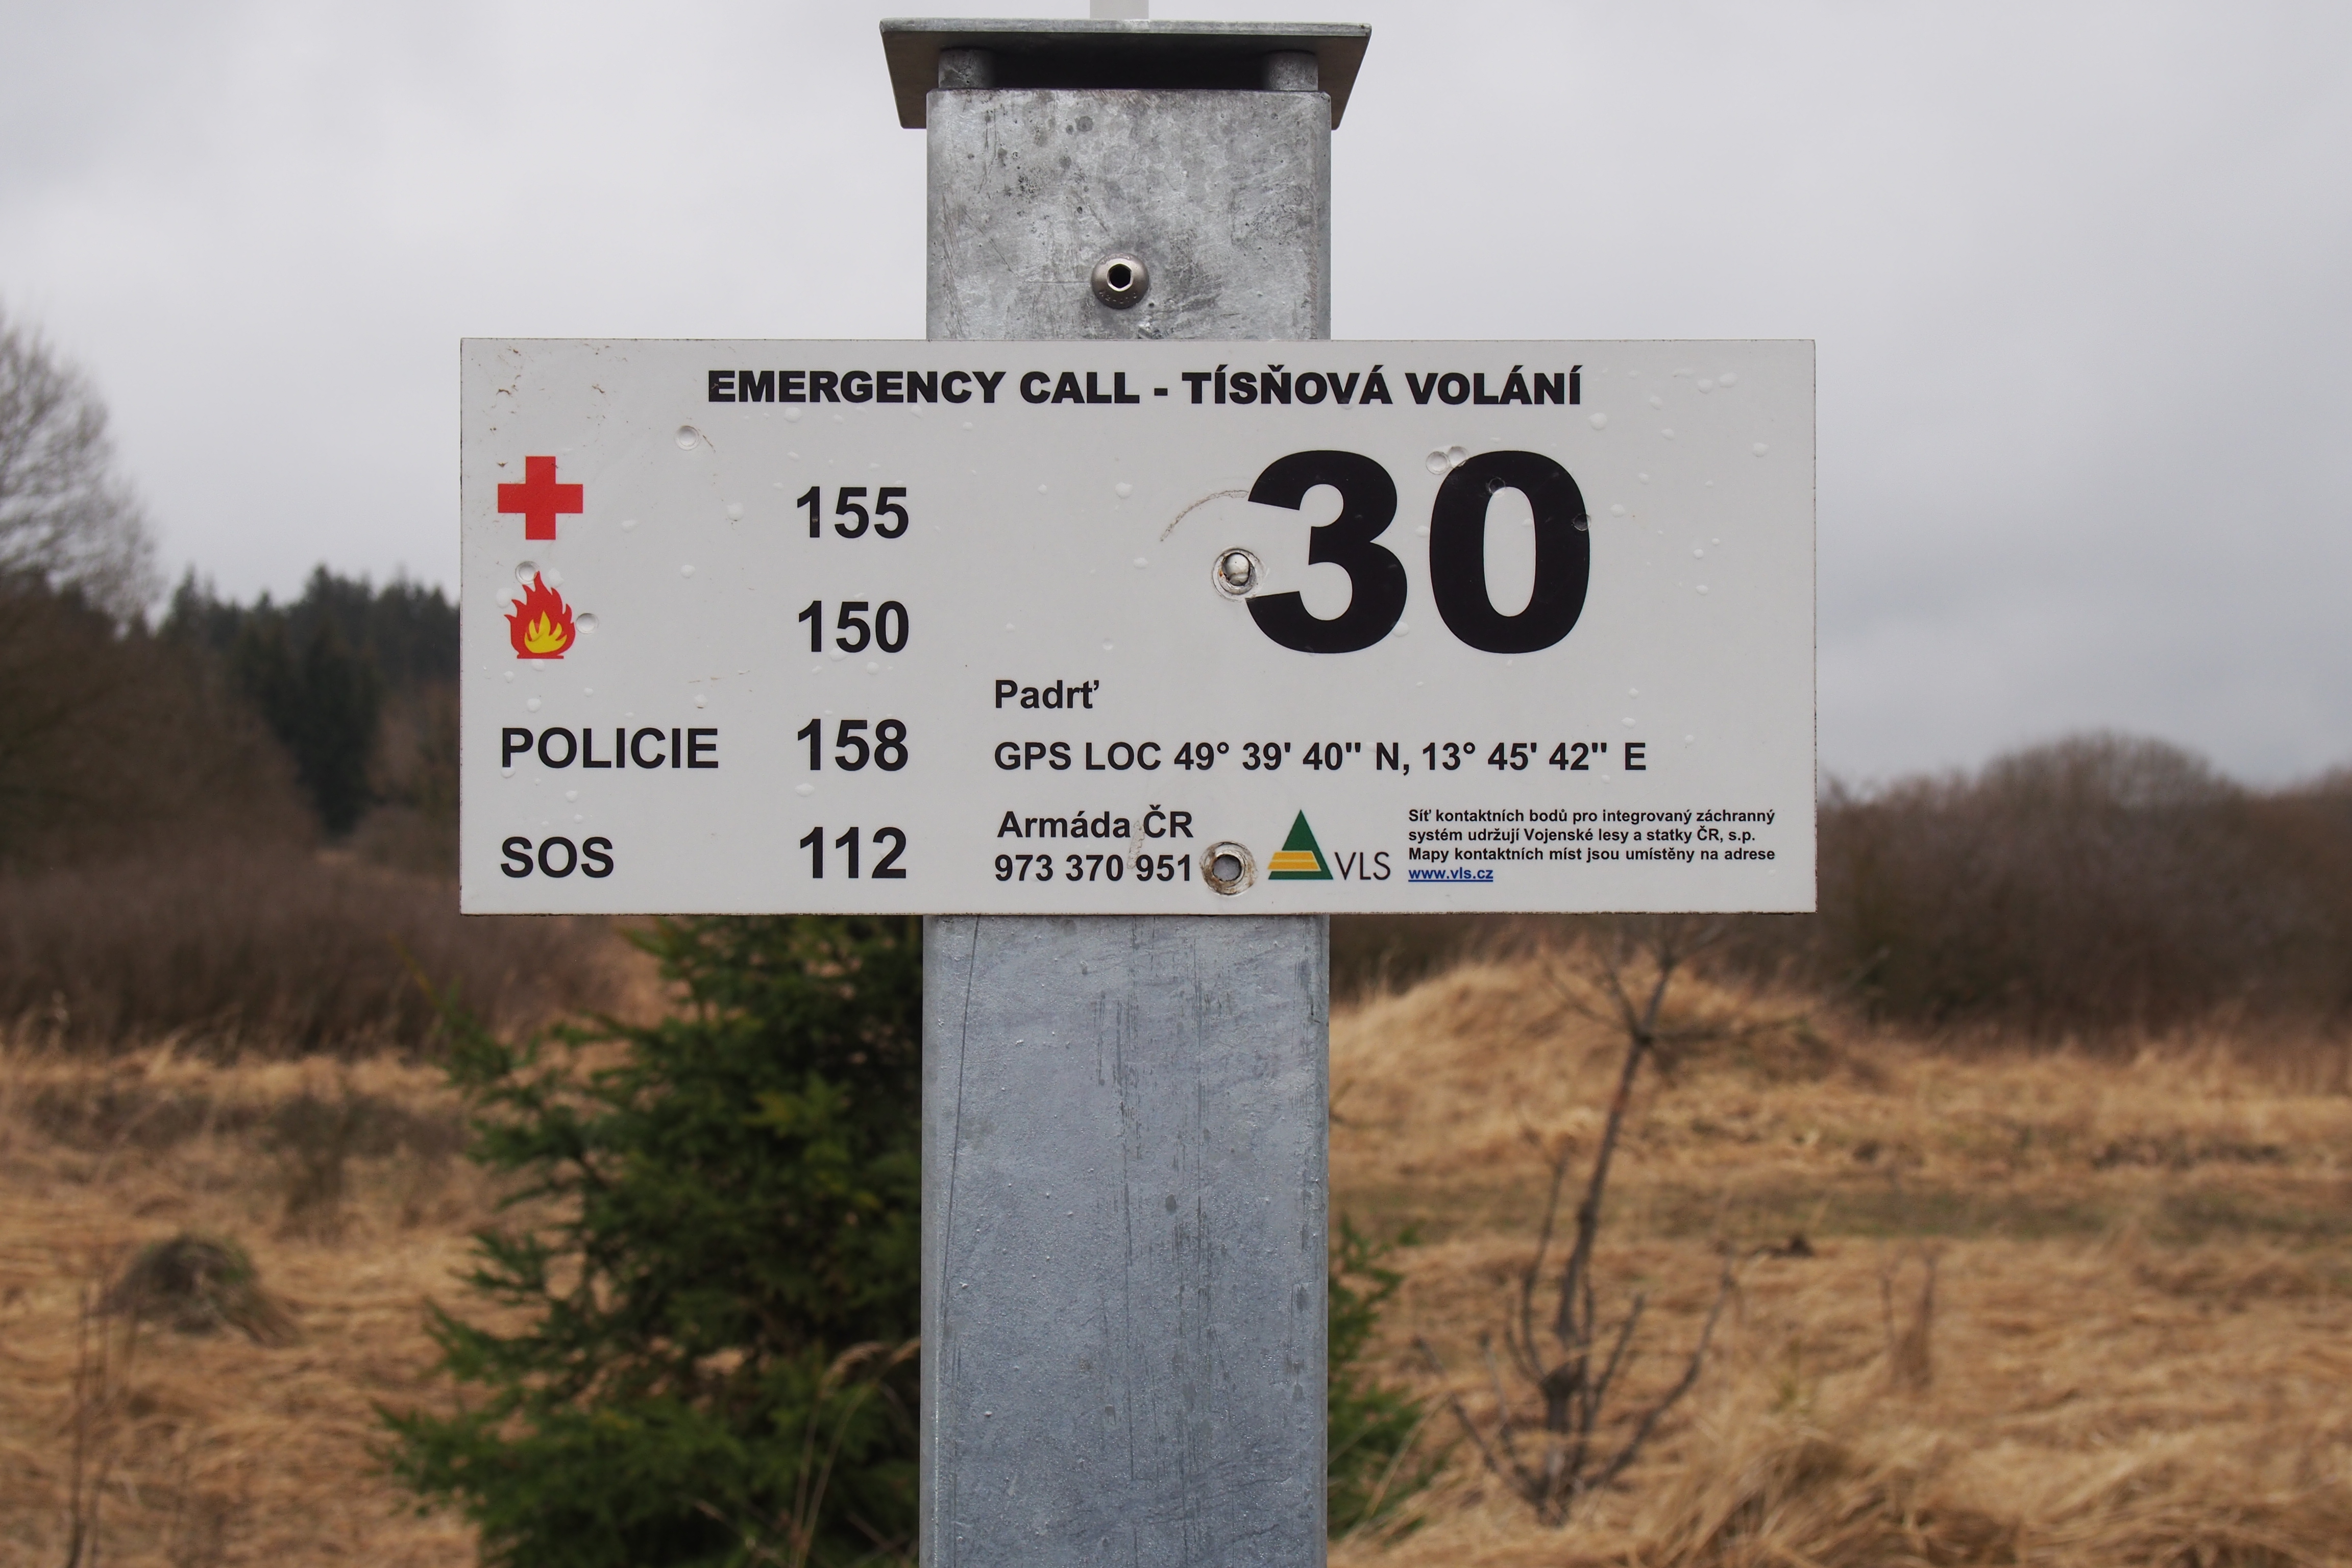 EMERGENCY CALL - TÍSŇOVÁ VOLÁNÍ
155
150
POLICIE 158
SOS 112
30
Padrť
GPS LOC 49° 39' 40'' N, 13° 45' 42'' E
Armáda ČR
973 370 951
VLS
Síť kontaktních bodů pro integrovaný záchranný
systém udržují Vojenské lesy a statky ČR, s.p.
Mapy kontaktních míst jsou umístěny na adrese
www.vls.cz